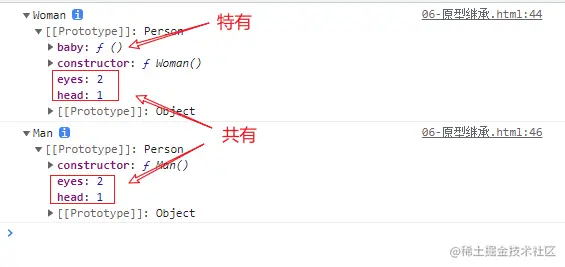 Woman i 06-原型继承.html:44
[[Prototype]]: Person
特有
baby: ƒ ()
constructor: ƒ Woman()
eyes: 2
head: 1
[[Prototype]]: Object
共有
Man i 06-原型继承.html:46
[[Prototype]]: Person
constructor: ƒ Man()
eyes: 2
head: 1
[[Prototype]]: Object
@稀土掘金技术社区